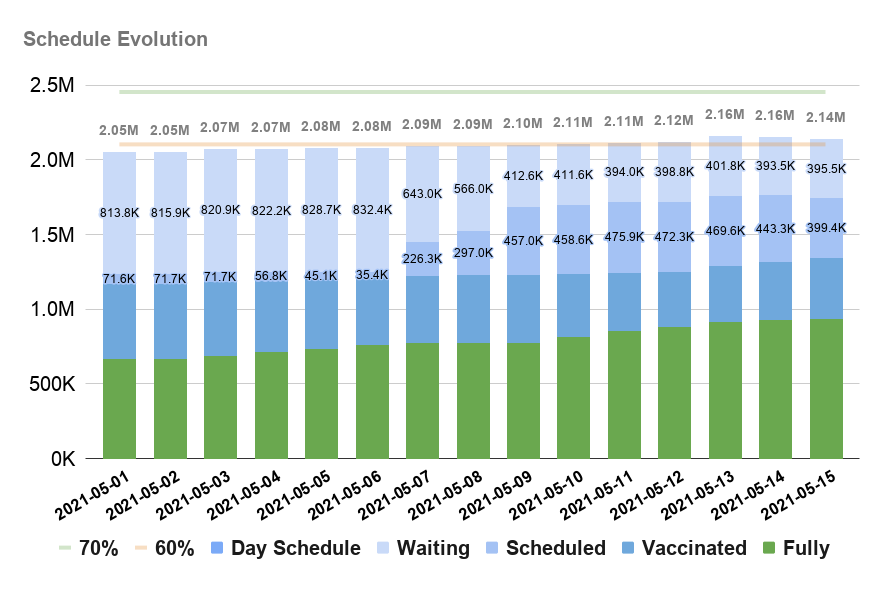 Schedule Evolution
2.5M
2.0M
1.5M
1.0M
500K
0K
2.05M 2.05M 2.07M 2.07M 2.08M 2.08M 2.09M 2.09M 2.10M 2.11M 2.11M 2.12M 2.16M 2.16M 2.14M
813.8K 815.9K 820.9K 822.2K 828.7K 832.4K 643.0K 566.0K 412.6K 411.6K 394.0K 398.8K 401.8K 393.5K 395.5K
71.6K 71.7K 71.7K 56.8K 45.1K 35.4K 226.3K 297.0K 457.0K 458.6K 475.9K 472.3K 469.6K 443.3K 399.4K
2021-05-01 2021-05-02 2021-05-03 2021-05-04 2021-05-05 2021-05-06 2021-05-07 2021-05-08 2021-05-09 2021-05-10 2021-05-11 2021-05-12 2021-05-13 2021-05-14 2021-05-15
70% 60% Day Schedule Waiting Scheduled Vaccinated Fully